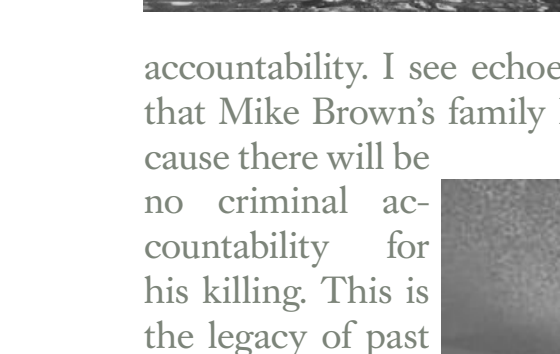 accountability. I see
that Mike Brown’s family
cause there will be
no criminal ac-
countability for
his killing. This is
the legacy of past